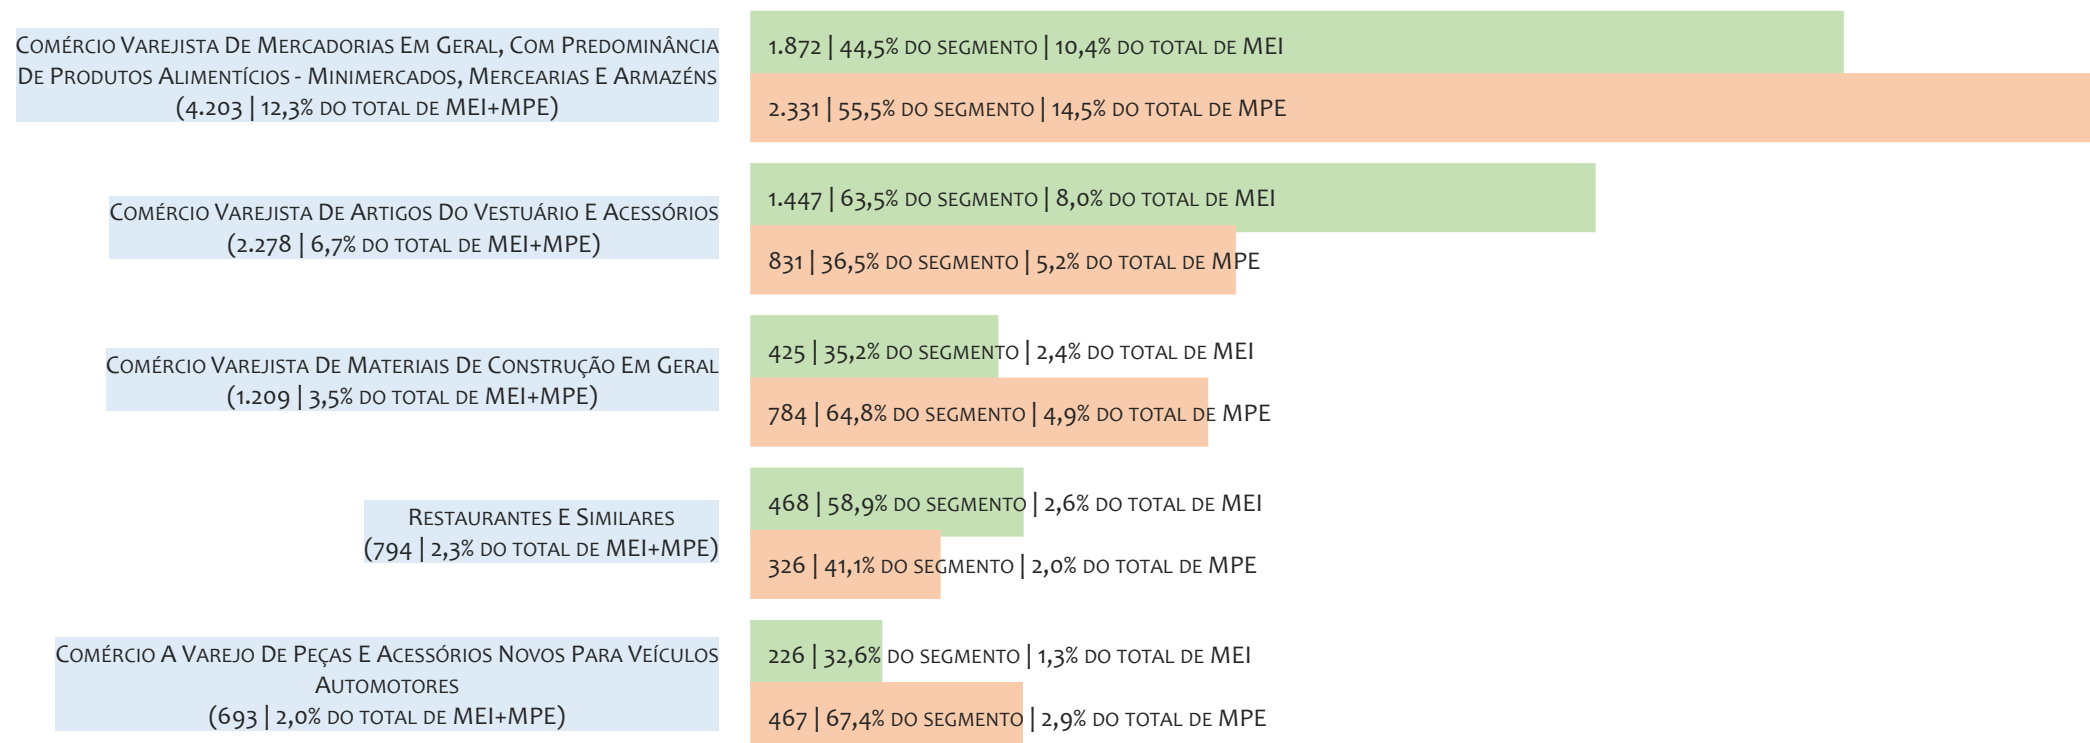 Comércio Varejista De Mercadorias Em Geral, Com Predominância
De Produtos Alimentícios - Minimercados, Mercearias E Armazéns
(4.203 | 12,3% do total de MEI+MPE)
1.872 | 44,5% do segmento | 10,4% do total de MEI
2.331 | 55,5% do segmento | 14,5% do total de MPE
Comércio Varejista De Artigos Do Vestuário E Acessórios
(2.278 | 6,7% do total de MEI+MPE)
1.447 | 63,5% do segmento | 8,0% do total de MEI
831 | 36,5% do segmento | 5,2% do total de MPE
Comércio Varejista De Materiais De Construção Em Geral
(1.209 | 3,5% do total de MEI+MPE)
425 | 35,2% do segmento | 2,4% do total de MEI
784 | 64,8% do segmento | 4,9% do total de MPE
Restaurantes E Similares
(794 | 2,3% do total de MEI+MPE)
468 | 58,9% do segmento | 2,6% do total de MEI
326 | 41,1% do segmento | 2,0% do total de MPE
Comércio A Varejo De Peças E Acessórios Novos Para Veículos
Automotores
(693 | 2,0% do total de MEI+MPE)
226 | 32,6% do segmento | 1,3% do total de MEI
467 | 67,4% do segmento | 2,9% do total de MPE